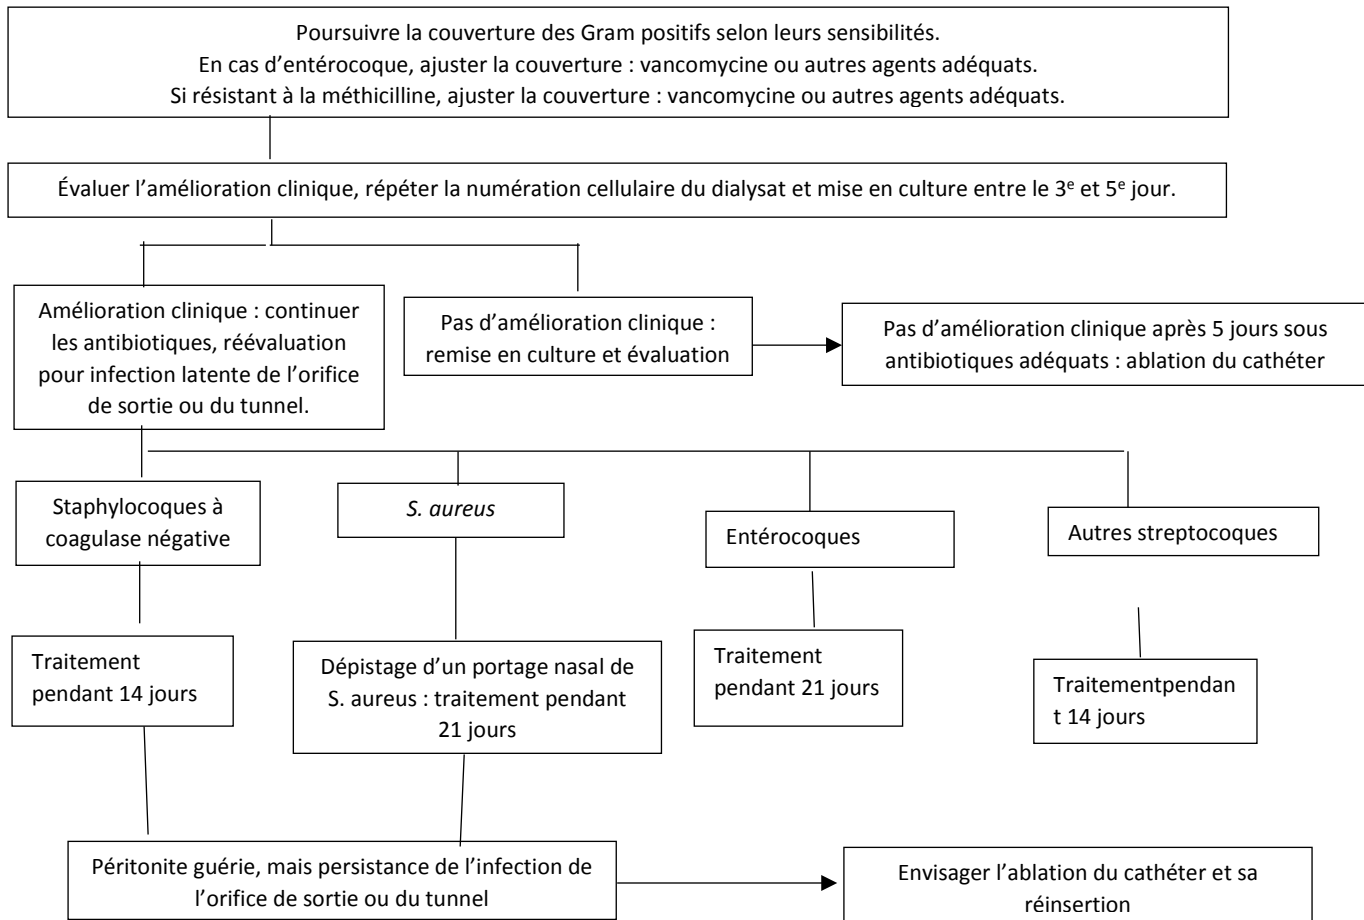 Poursuivre la couverture des Gram positifs selon leurs sensibilités.
En cas d'entérocoque, ajuster la couverture : vancomycine ou autres agents adéquats.
Si résistant à la méthicilline, ajuster la couverture : vancomycine ou autres agents adéquats.
Évaluer l'amélioration clinique, répéter la numération cellulaire du dialysat et mise en culture entre le 3e et 5e jour.
Amélioration clinique : continuer
les antibiotiques, réévaluation
pour infection latente de l'orifice
de sortie ou du tunnel.
Pas d'amélioration clinique :
remise en culture et évaluation
Pas d'amélioration clinique après 5 jours sous
antibiotiques adéquats : ablation du cathéter
Staphylocoques à
coagulase négative
S. aureus
Entérocoques
Autres streptocoques
Traitement
pendant 14 jours
Dépistage d'un portage nasal de
S. aureus : traitement pendant
21 jours
Traitement
pendant 21 jours
Traitementpendan
t 14 jours
Péritonite guérie, mais persistance de l'infection de
l'orifice de sortie ou du tunnel
Envisager l'ablation du cathéter et sa
réinsertion